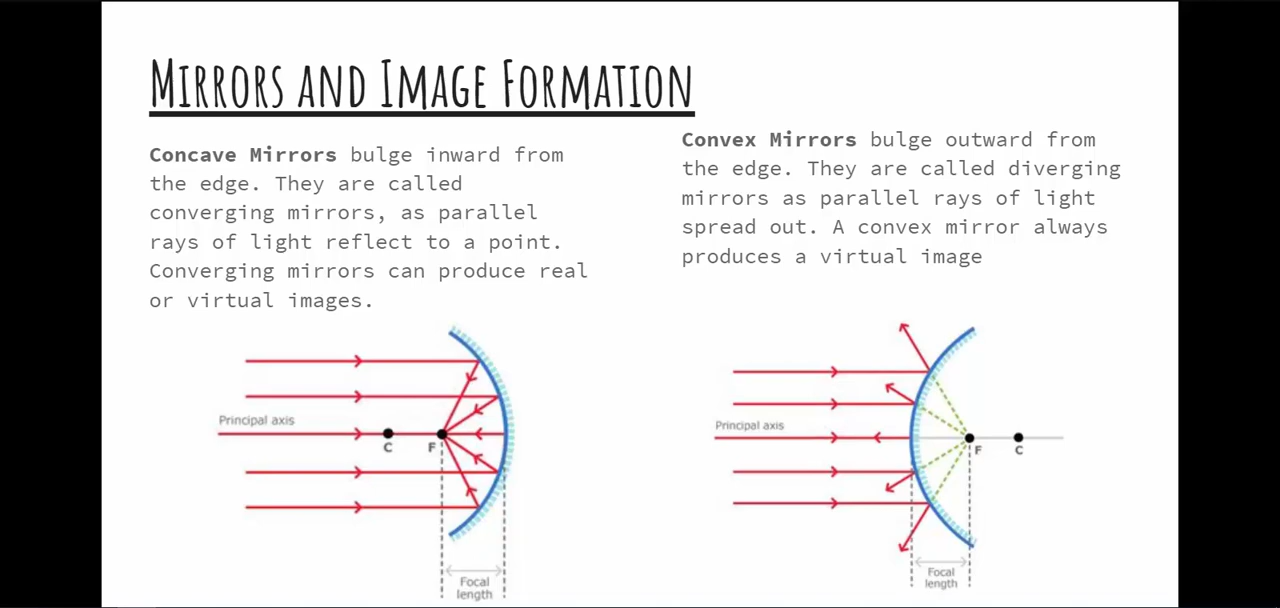 Mirrors and Image Formation
Concave Mirrors bulge inward from
the edge. They are called
converging mirrors, as parallel
rays of light reflect to a point.
Converging mirrors can produce real
or virtual images.
Convex Mirrors bulge outward from
the edge. They are called diverging
mirrors as parallel rays of light
spread out. A convex mirror always
produces a virtual image
Principal axis
C
F
Focal
length
Principal axis
F
C
Focal
length